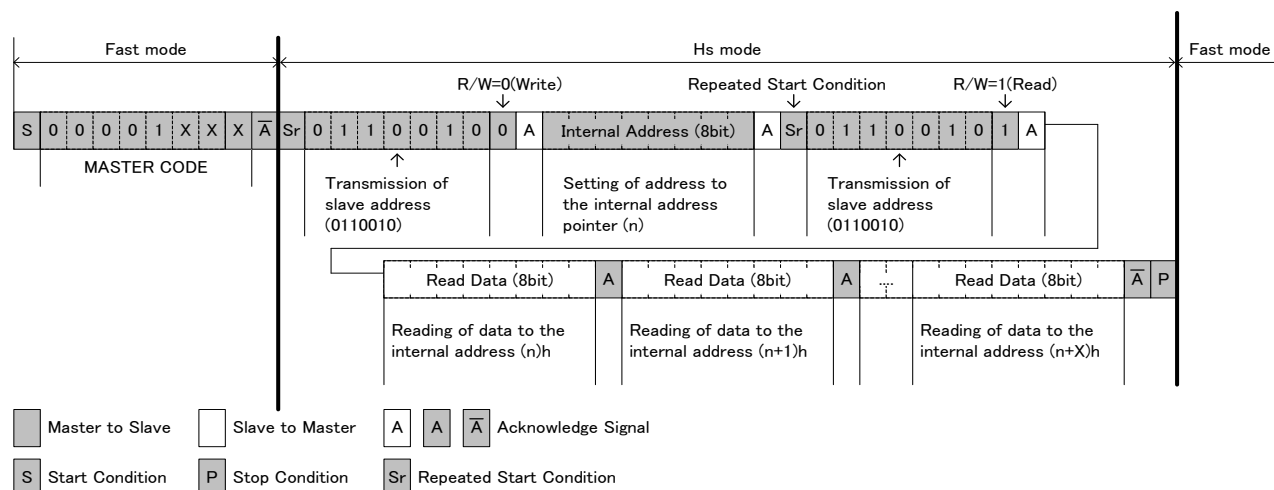 Fast mode Hs mode Fast mode
R/W=0(Write) Repeated Start Condition R/W=1(Read)
S 0 0 0 0 1 X X X A̅ Sr 0 1 1 0 0 1 0 0 A Internal Address (8bit) A Sr 0 1 1 0 0 1 0 1 A
MASTER CODE
Transmission of
slave address
(0110010)
Setting of address to
the internal address
pointer (n)
Transmission of
slave address
(0110010)
Read Data (8bit) A Read Data (8bit) A .... Read Data (8bit) A̅ P
Reading of data to the
internal address (n)h
Reading of data to the
internal address (n+1)h
Reading of data to the
internal address (n+X)h
Master to Slave Slave to Master A A A̅ Acknowledge Signal
S Start Condition P Stop Condition Sr Repeated Start Condition